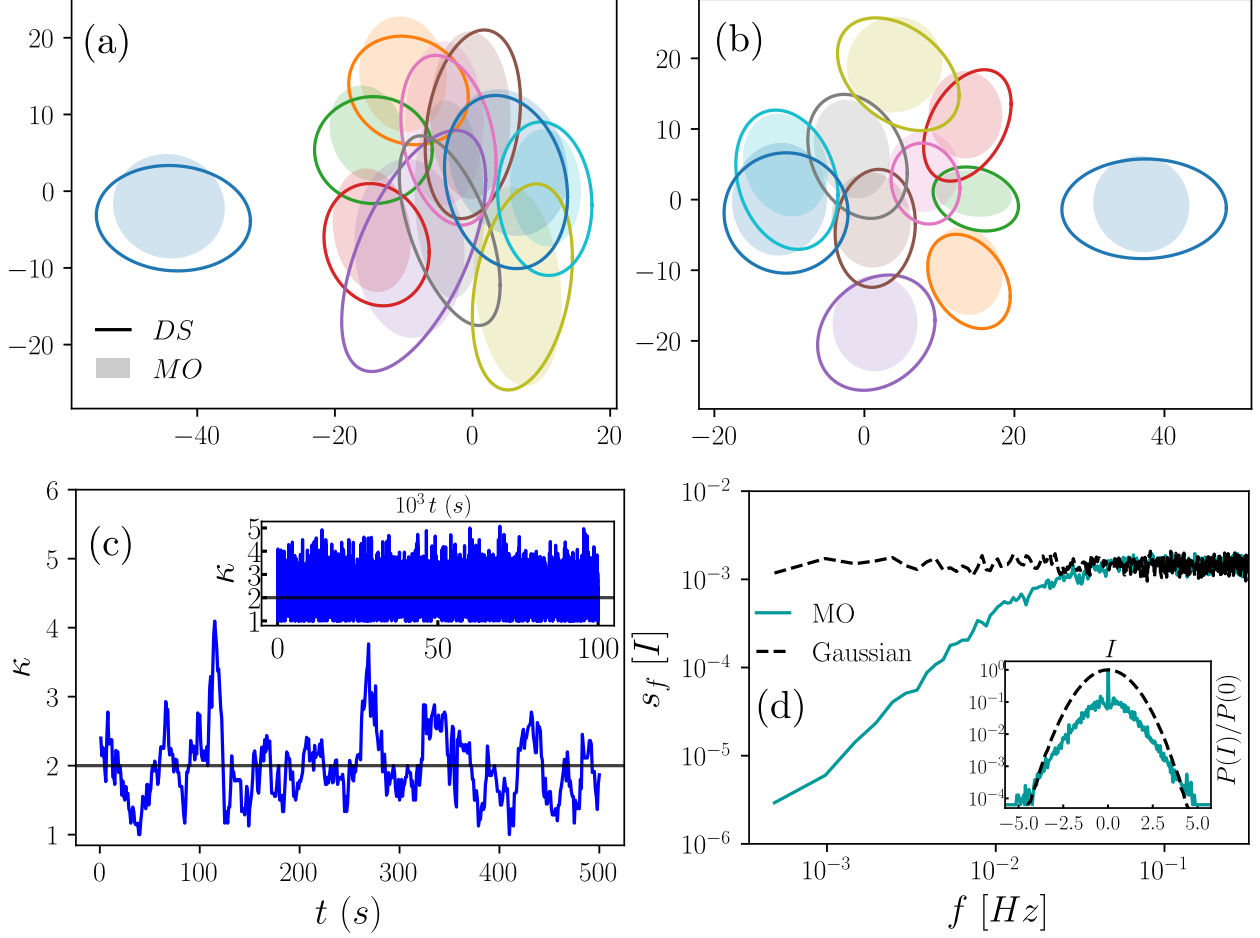 (a)
20
10
0
−10
−20
DS
MO
−40 −20 0 20
(b)
20
10
0
−10
−20
−20 0 20 40
(c)
6
5
4
3
2
1
κ
0 100 200 300 400 500
t (s)
10³ t (s)
5
4
3
2
1
κ
0 50 100
(d)
10⁻²
10⁻³
10⁻⁴
10⁻⁵
10⁻⁶
s_f [I]
MO
Gaussian
10⁻³ 10⁻² 10⁻¹
f [Hz]
I
10⁰
10⁻¹
10⁻²
10⁻³
10⁻⁴
P(I)/P(0)
−5.0 −2.5 0.0 2.5 5.0